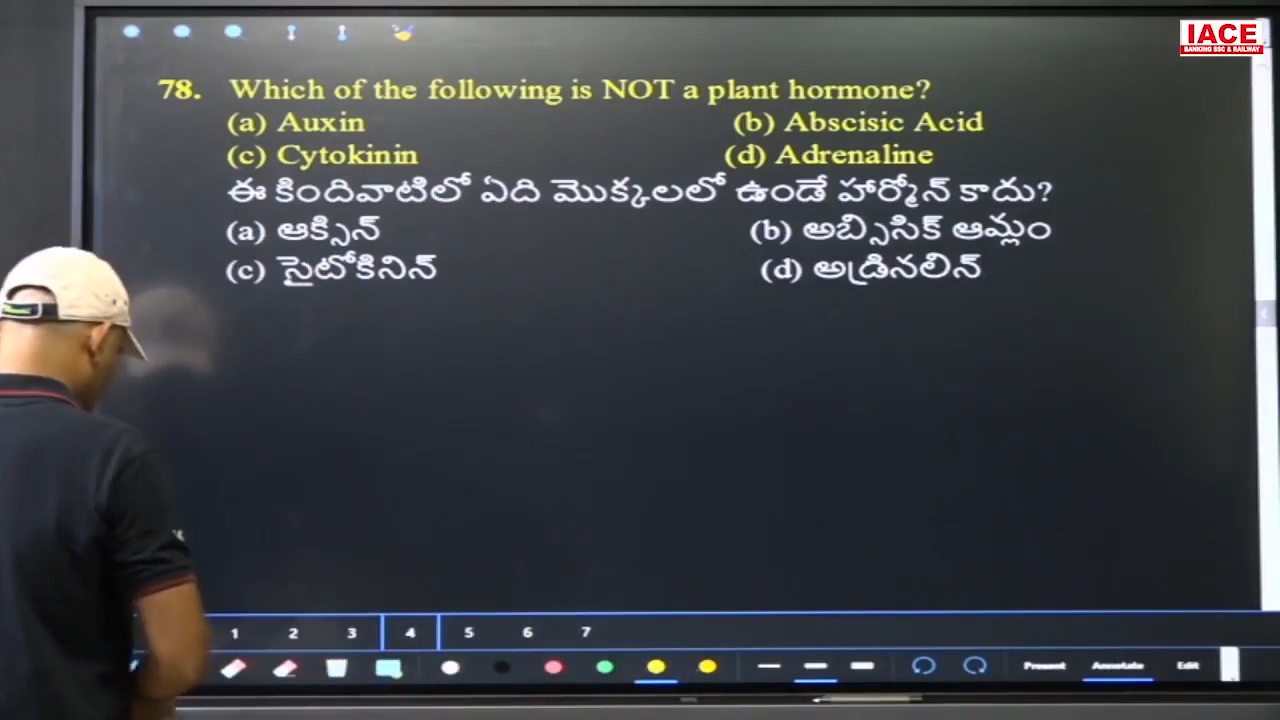 IACE
BANKING SSC & RAILWAY
78. Which of the following is NOT a plant hormone?
(a) Auxin (b) Abscisic Acid
(c) Cytokinin (d) Adrenaline
ఈ కిందివాటిలో ఏది మొక్కలలో ఉండే హార్మోన్ కాదు?
(a) ఆక్సిన్ (b) అబ్సిసిక్ ఆమ్లం
(c) సైటోకినిన్ (d) అడ్రినలిన్
1 2 3 4 5 6 7
Present Annotate Edit